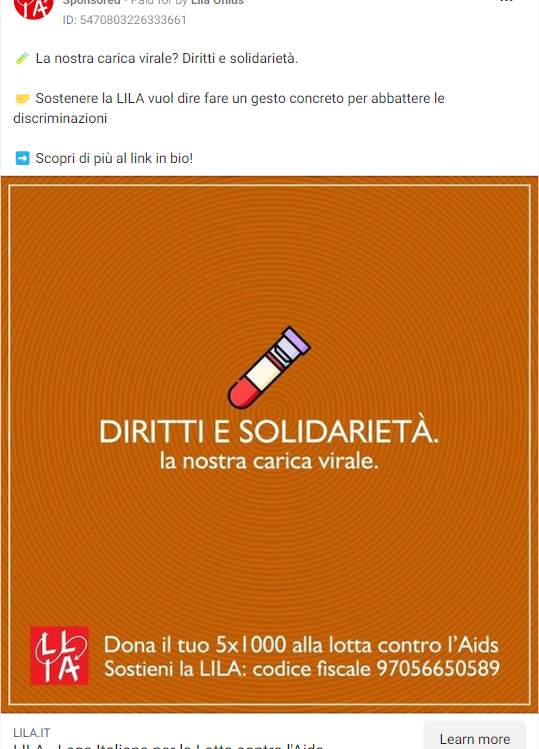 Sponsored · Paid for by Lila Onlus
ID: 5470803226333661
La nostra carica virale? Diritti e solidarietà.
Sostenere la LILA vuol dire fare un gesto concreto per abbattere le
discriminazioni
Scopri di più al link in bio!
DIRITTI E SOLIDARIETÀ.
la nostra carica virale.
LILA
Dona il tuo 5x1000 alla lotta contro l'Aids
Sostieni la LILA: codice fiscale 97056650589
LILA.IT
LILA - Lega Italiana per la Lotta contro l'Aids
Learn more